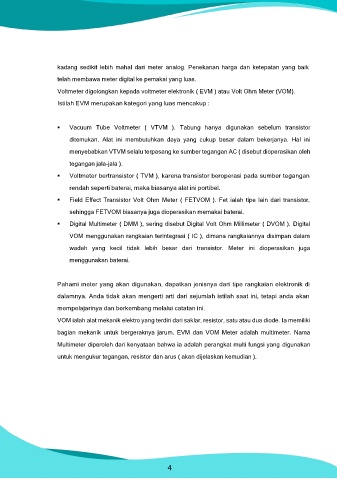 kadang sedikit lebih mahal dari meter analog. Penekanan harga dan ketepatan yang baik
telah membawa meter digital ke pemakai yang luas.
Voltmeter digolongkan kepada voltmeter elektronik ( EVM ) atau Volt Ohm Meter (VOM).
Istilah EVM merupakan kategori yang luas mencakup :
▪ Vacuum Tube Voltmeter ( VTVM ). Tabung hanya digunakan sebelum transistor
ditemukan. Alat ini membutuhkan daya yang cukup besar dalam bekerjanya. Hal ini
menyebabkan VTVM selalu terpasang ke sumber tegangan AC ( disebut dioperasikan oleh
tegangan jala-jala ).
▪ Voltmeter bertransistor ( TVM ), karena transistor beroperasi pada sumber tegangan
rendah seperti baterai, maka biasanya alat ini portibel.
▪ Field Effect Transistor Volt Ohm Meter ( FETVOM ). Fet ialah tipe lain dari transistor,
sehingga FETVOM biasanya juga dioperasikan memakai baterai.
▪ Digital Multimeter ( DMM ), sering disebut Digital Volt Ohm Milimeter ( DVOM ). Digital
VOM menggunakan rangkaian terintegrasi ( IC ), dimana rangkaiannya disimpan dalam
wadah yang kecil tidak lebih besar dari transistor. Meter ini dioperasikan juga
menggunakan baterai.
Pahami meter yang akan digunakan, dapatkan jenisnya dari tipe rangkaian elektronik di
dalamnya. Anda tidak akan mengerti arti dari sejumlah istilah saat ini, tetapi anda akan
mempelajarinya dan berkembang melalui catatan ini.
VOM ialah alat mekanik elektro yang terdiri dari saklar, resistor, satu atau dua diode. Ia memiliki
bagian mekanik untuk bergeraknya jarum. EVM dan VOM Meter adalah multimeter. Nama
Multimeter diperoleh dari kenyataan bahwa ia adalah perangkat multi fungsi yang digunakan
untuk mengukur tegangan, resistor dan arus ( akan dijelaskan kemudian ).
4